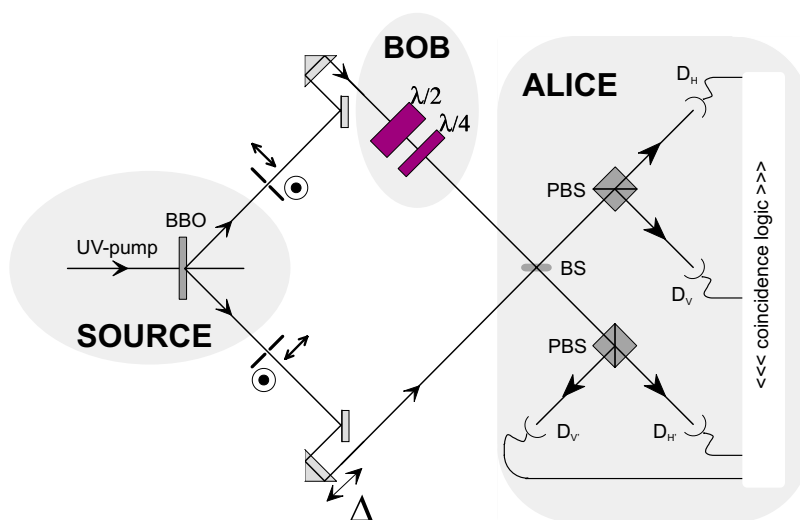 BOB
ALICE
λ/2
λ/4
D_H
PBS
BBO
UV-pump
BS
SOURCE
D_V
PBS
D_V'
D_H'
Δ
<<< coincidence logic >>>